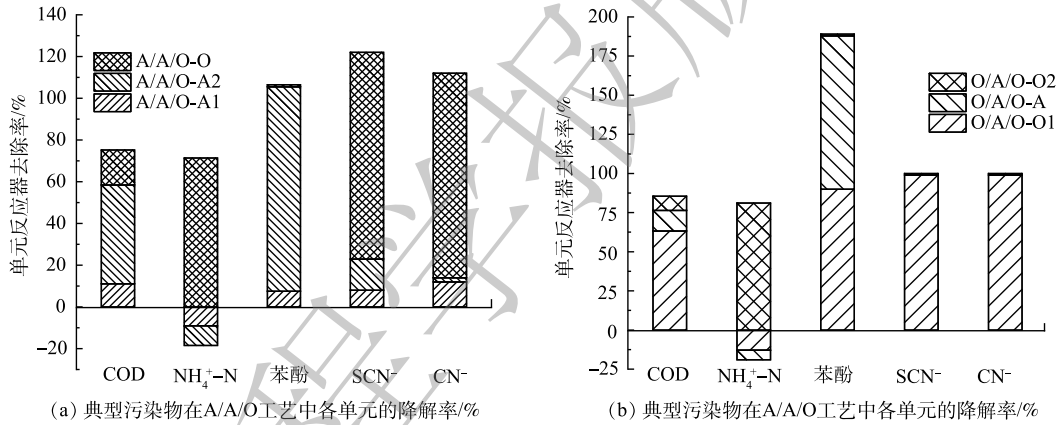 140
120
100
80
60
40
20
0
−20
单元反应器去除率/%
A/A/O-O
A/A/O-A2
A/A/O-A1
COD
NH₄⁺−N
苯酚
SCN⁻
CN⁻
(a) 典型污染物在A/A/O工艺中各单元的降解率/%
200
175
150
125
100
75
50
25
0
−25
单元反应器去除率/%
O/A/O-O2
O/A/O-A
O/A/O-O1
COD
NH₄⁺−N
苯酚
SCN⁻
CN⁻
(b) 典型污染物在A/A/O工艺中各单元的降解率/%
程学报版